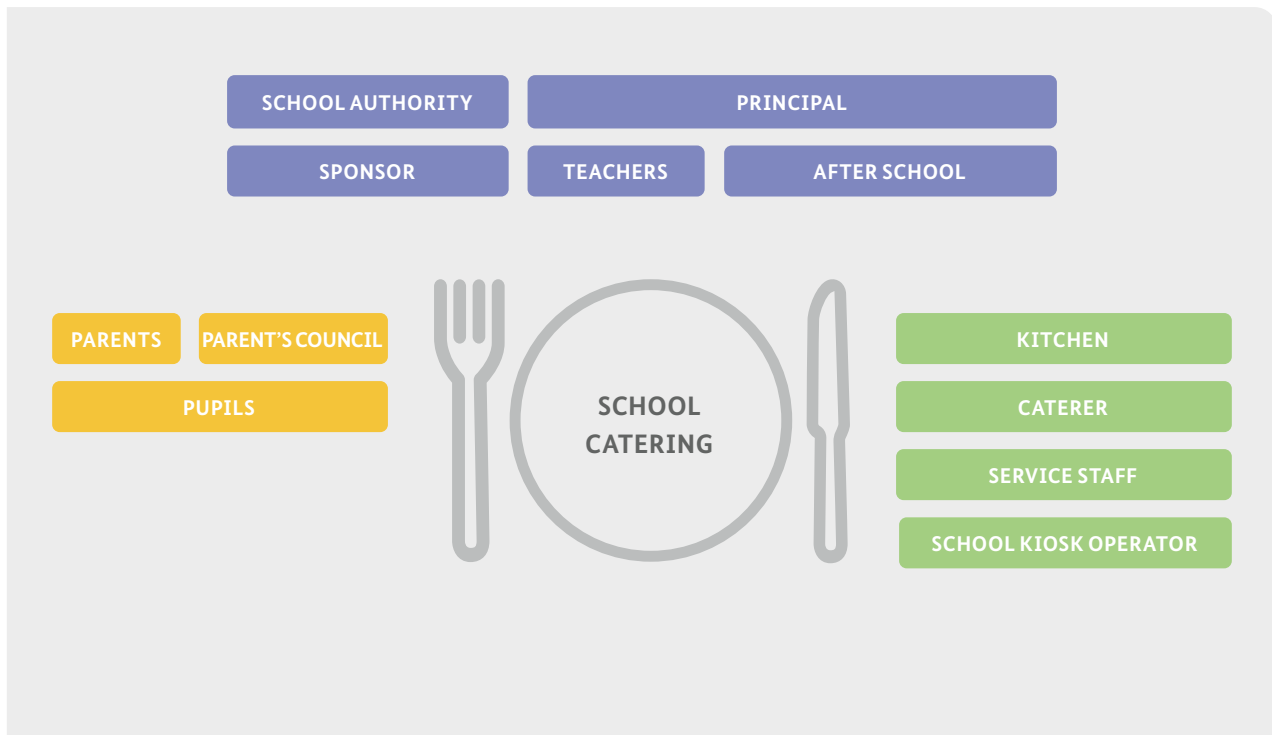 SCHOOL AUTHORITY
PRINCIPAL
SPONSOR
TEACHERS
AFTER SCHOOL
PARENTS
PARENT'S COUNCIL
PUPILS
SCHOOL
CATERING
KITCHEN
CATERER
SERVICE STAFF
SCHOOL KIOSK OPERATOR